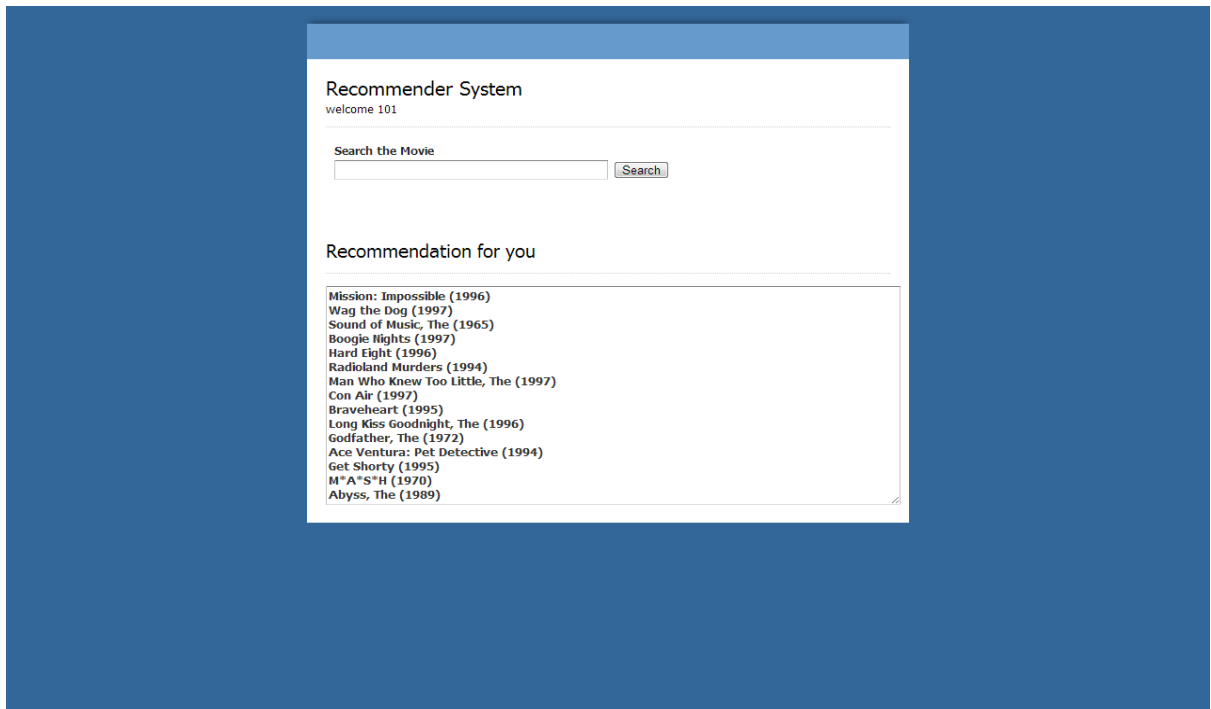 Recommender System
welcome 101
Search the Movie
Search
Recommendation for you
Mission: Impossible (1996)
Wag the Dog (1997)
Sound of Music, The (1965)
Boogie Nights (1997)
Hard Eight (1996)
Radioland Murders (1994)
Man Who Knew Too Little, The (1997)
Con Air (1997)
Braveheart (1995)
Long Kiss Goodnight, The (1996)
Godfather, The (1972)
Ace Ventura: Pet Detective (1994)
Get Shorty (1995)
M*A*S*H (1970)
Abyss, The (1989)